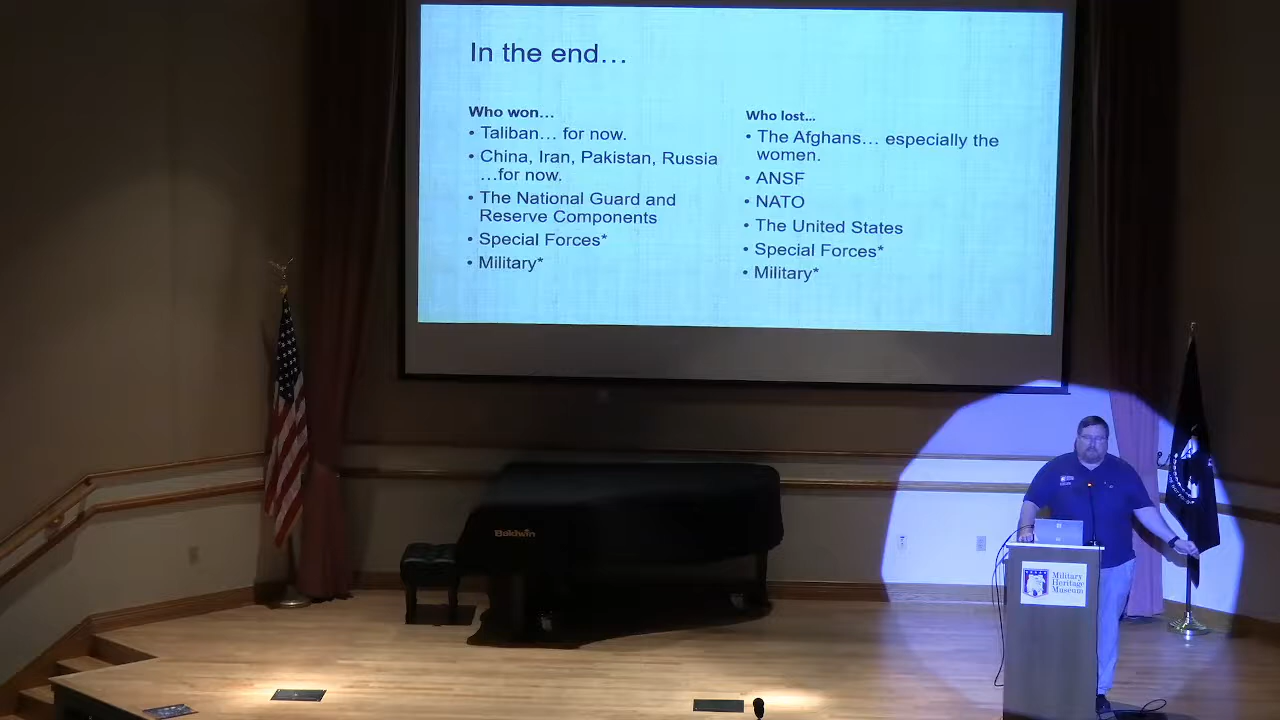 In the end…
Who won…
• Taliban… for now.
• China, Iran, Pakistan, Russia
…for now.
• The National Guard and
Reserve Components
• Special Forces*
• Military*
Who lost…
• The Afghans… especially the
women.
• ANSF
• NATO
• The United States
• Special Forces*
• Military*
Baldwin
Military
Heritage
Museum